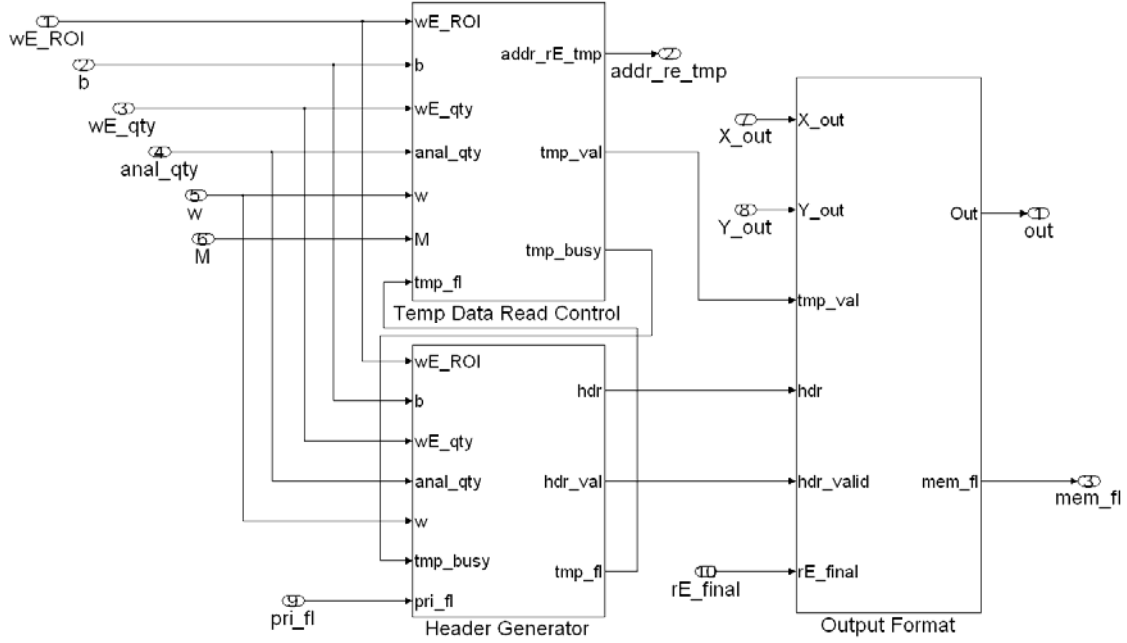 1
wE_ROI
2
b
3
wE_qty
4
anal_qty
5
w
6
M
wE_ROI
b
wE_qty
anal_qty
w
M
tmp_fl
addr_rE_tmp
tmp_val
tmp_busy
Temp Data Read Control
2
addr_re_tmp
wE_ROI
b
wE_qty
anal_qty
w
tmp_busy
pri_fl
hdr
hdr_val
tmp_fl
Header Generator
9
pri_fl
7
X_out
8
Y_out
10
rE_final
X_out
Y_out
tmp_val
hdr
hdr_valid
rE_final
Out
mem_fl
Output Format
1
out
3
mem_fl